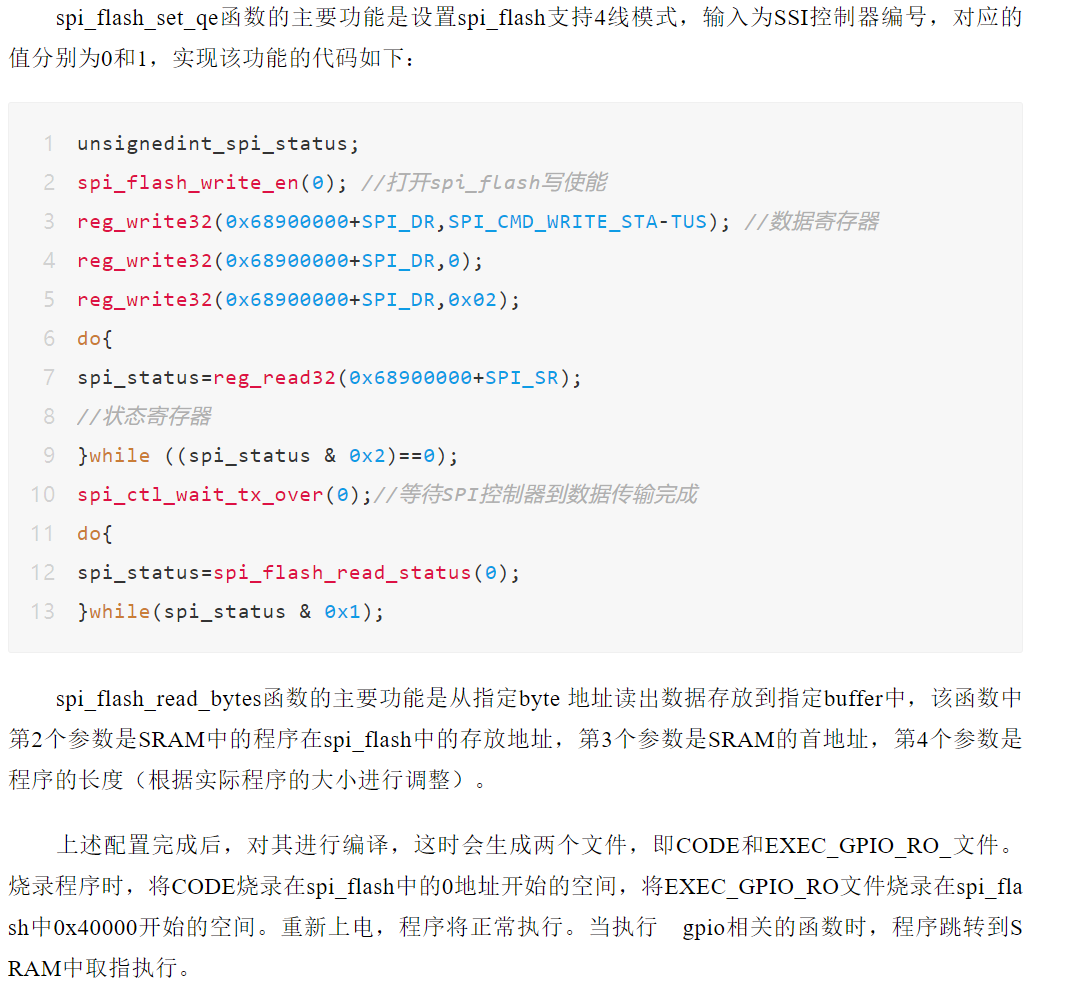 spi_flash_set_qe函数的主要功能是设置spi_flash支持4线模式，输入为SSI控制器编号，对应的
值分别为0和1，实现该功能的代码如下：
1 unsignedint_spi_status;
2 spi_flash_write_en(0); //打开spi_flash写使能
3 reg_write32(0x68900000+SPI_DR,SPI_CMD_WRITE_STA-TUS); //数据寄存器
4 reg_write32(0x68900000+SPI_DR,0);
5 reg_write32(0x68900000+SPI_DR,0x02);
6 do{
7 spi_status=reg_read32(0x68900000+SPI_SR);
8 //状态寄存器
9 }while ((spi_status & 0x2)==0);
10 spi_ctl_wait_tx_over(0);//等待SPI控制器到数据传输完成
11 do{
12 spi_status=spi_flash_read_status(0);
13 }while(spi_status & 0x1);
spi_flash_read_bytes函数的主要功能是从指定byte 地址读出数据存放到指定buffer中，该函数中
第2个参数是SRAM中的程序在spi_flash中的存放地址，第3个参数是SRAM的首地址，第4个参数是
程序的长度（根据实际程序的大小进行调整）。
上述配置完成后，对其进行编译，这时会生成两个文件，即CODE和EXEC_GPIO_RO_文件。
烧录程序时，将CODE烧录在spi_flash中的0地址开始的空间，将EXEC_GPIO_RO文件烧录在spi_fla
sh中0x40000开始的空间。重新上电，程序将正常执行。当执行 gpio相关的函数时，程序跳转到S
RAM中取指执行。